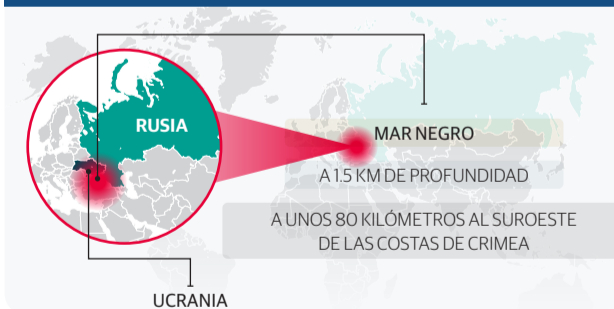 RUSIA
MAR NEGRO
A 1.5 KM DE PROFUNDIDAD
A UNOS 80 KILÓMETROS AL SUROESTE
DE LAS COSTAS DE CRIMEA
UCRANIA